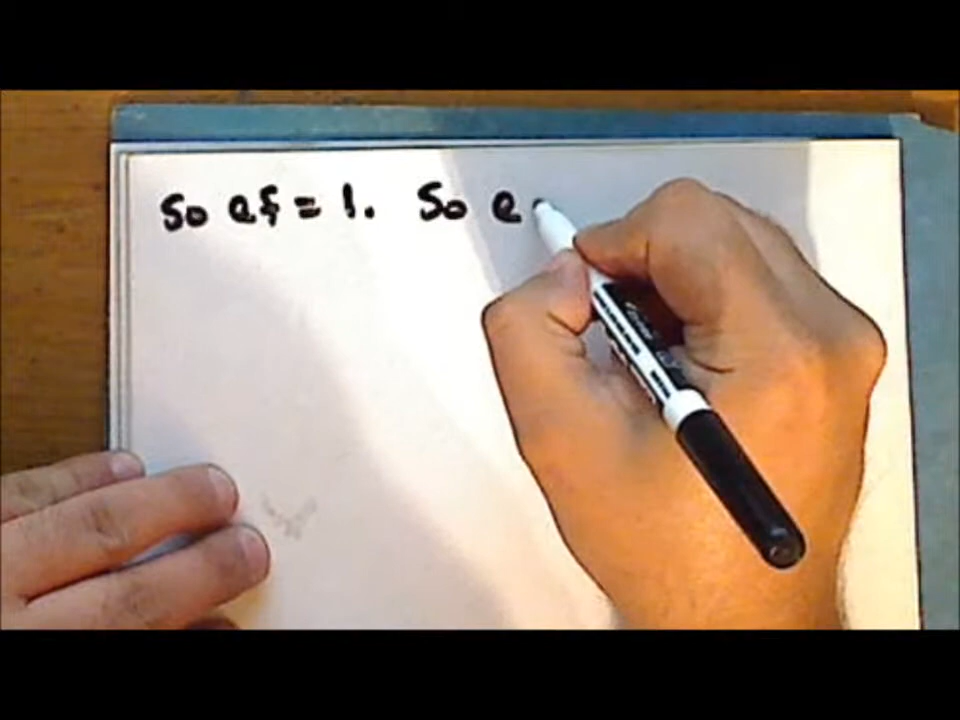 So ef = 1. So e